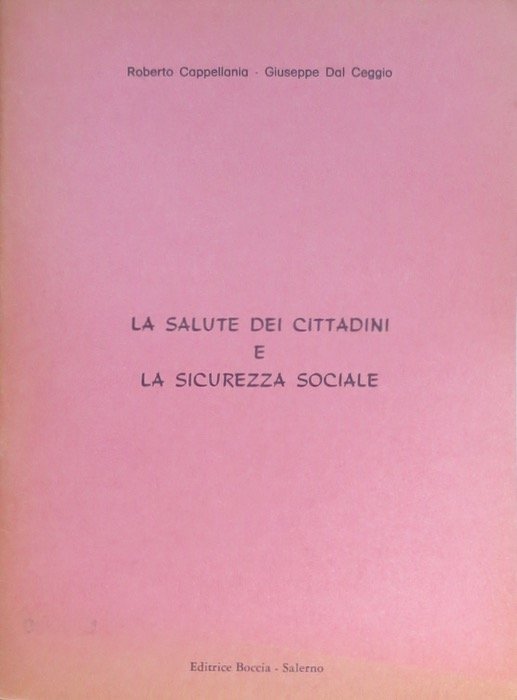 Roberto Cappellania - Giuseppe Dal Ceggio
LA SALUTE DEI CITTADINI
E
LA SICUREZZA SOCIALE
Editrice Boccia - Salerno